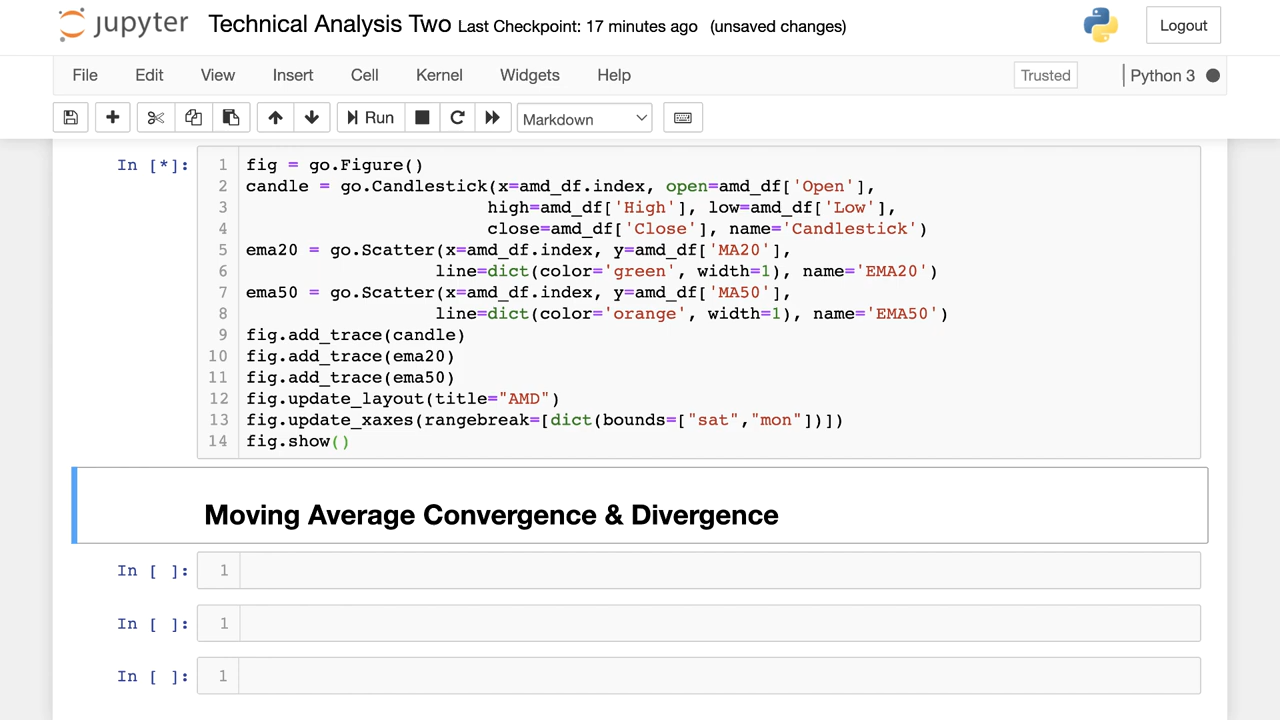 jupyter Technical Analysis Two Last Checkpoint: 17 minutes ago (unsaved changes) Logout
File Edit View Insert Cell Kernel Widgets Help Trusted Python 3
Run Markdown
In [*]:
1 fig = go.Figure()
2 candle = go.Candlestick(x=amd_df.index, open=amd_df['Open'],
3 high=amd_df['High'], low=amd_df['Low'],
4 close=amd_df['Close'], name='Candlestick')
5 ema20 = go.Scatter(x=amd_df.index, y=amd_df['MA20'],
6 line=dict(color='green', width=1), name='EMA20')
7 ema50 = go.Scatter(x=amd_df.index, y=amd_df['MA50'],
8 line=dict(color='orange', width=1), name='EMA50')
9 fig.add_trace(candle)
10 fig.add_trace(ema20)
11 fig.add_trace(ema50)
12 fig.update_layout(title="AMD")
13 fig.update_xaxes(rangebreak=[dict(bounds=["sat","mon"])])
14 fig.show()
Moving Average Convergence & Divergence
In [ ]: 1
In [ ]: 1
In [ ]: 1